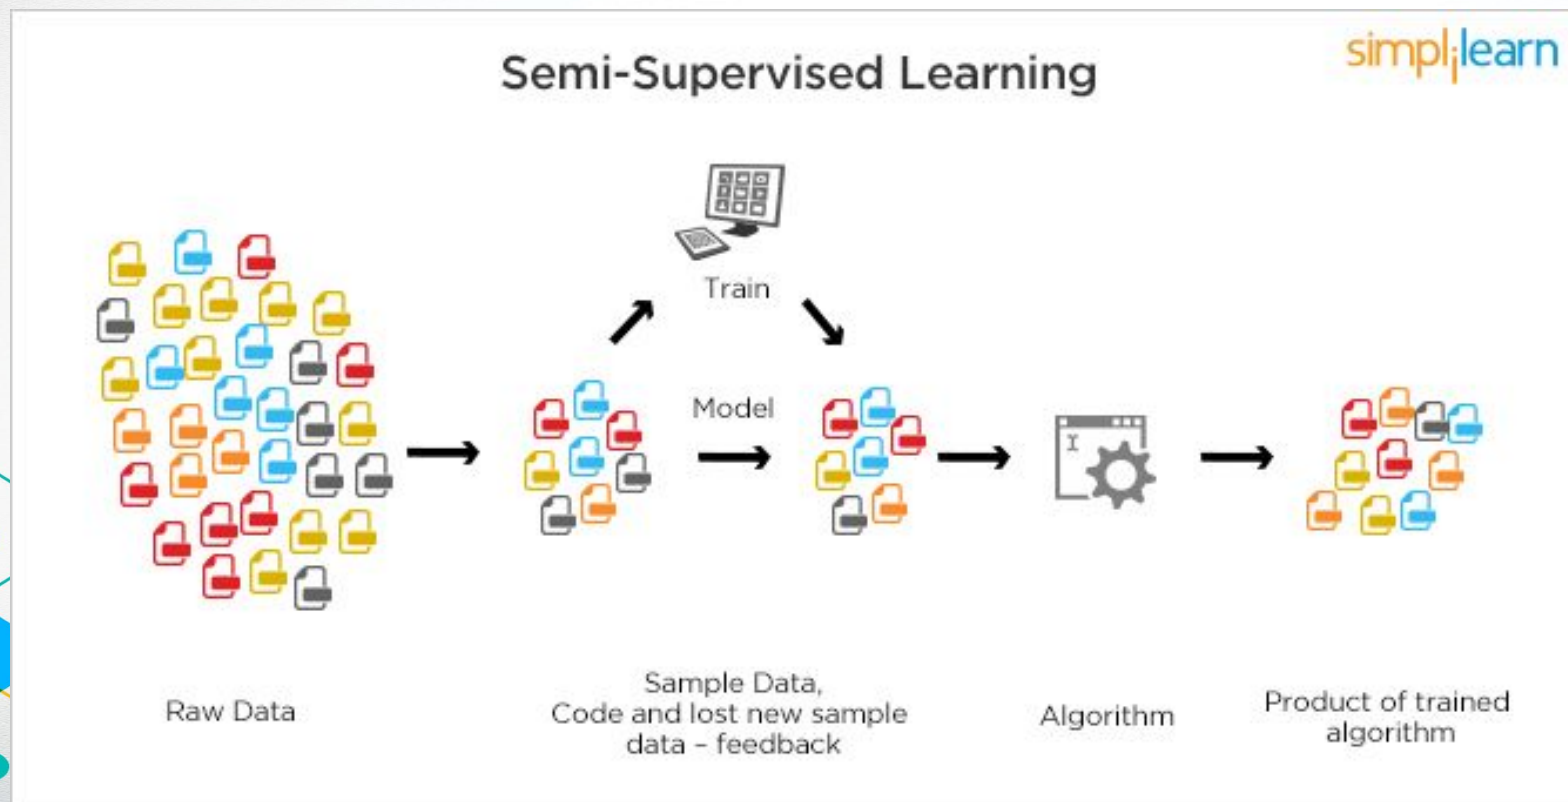 Semi-Supervised Learning
simplilearn
Train
Model
Raw Data
Sample Data,
Code and lost new sample
data – feedback
Algorithm
Product of trained
algorithm